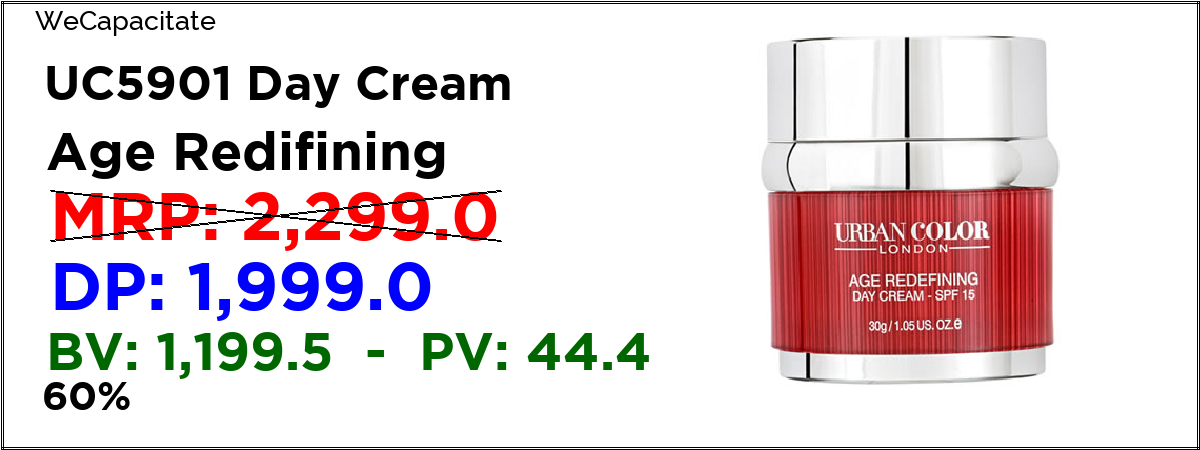 WeCapacitate
UC5901 Day Cream
Age Redifining
MRP: 2,299.0
DP: 1,999.0
BV: 1,199.5 - PV: 44.4
60%
URBAN COLOR
LONDON
AGE REDEFINING
DAY CREAM - SPF 15
30g / 1.05 US. OZ. e